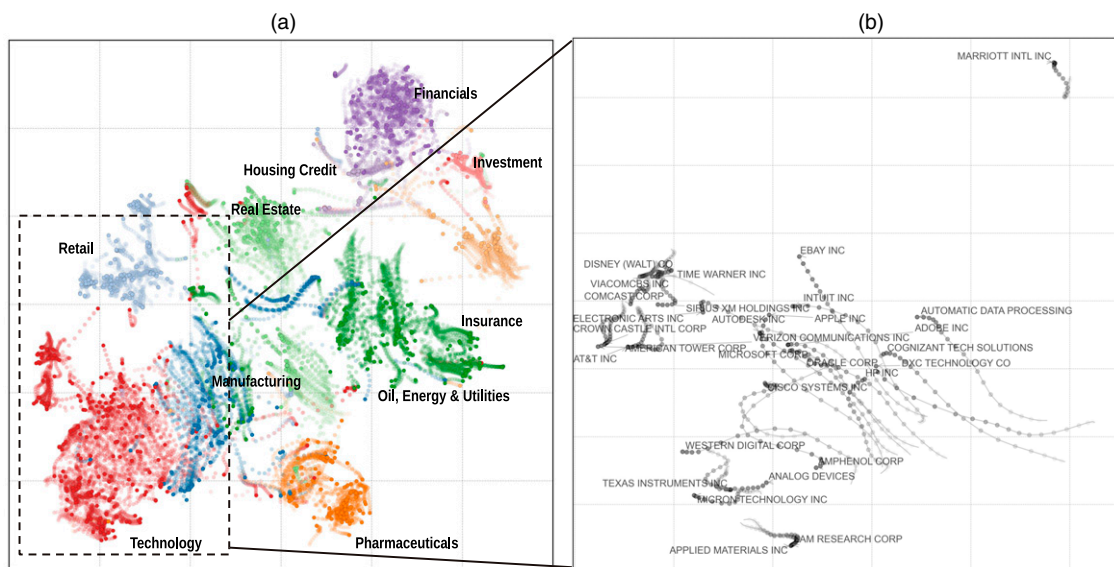 (a)
(b)
Financials
Investment
Housing Credit
Real Estate
Retail
Insurance
Manufacturing
Oil, Energy & Utilities
Technology
Pharmaceuticals
MARRIOTT INTL INC
EBAY INC
DISNEY (WALT) CO
TIME WARNER INC
VIACOMCBS INC
COMCAST CORP
INTUIT INC
SIRIUS XM HOLDINGS INC
AUTOMATIC DATA PROCESSING
ELECTRONIC ARTS INC
AUTODESK INC
APPLE INC
CROWN CASTLE INTL CORP
ADOBE INC
VERIZON COMMUNICATIONS INC
AMERICAN TOWER CORP
COGNIZANT TECH SOLUTIONS
AT&T INC
MICROSOFT CORP
ORACLE CORP
DXC TECHNOLOGY CO
HP INC
CISCO SYSTEMS INC
WESTERN DIGITAL CORP
AMPHENOL CORP
ANALOG DEVICES
TEXAS INSTRUMENTS INC
MICRON TECHNOLOGY INC
LAM RESEARCH CORP
APPLIED MATERIALS INC